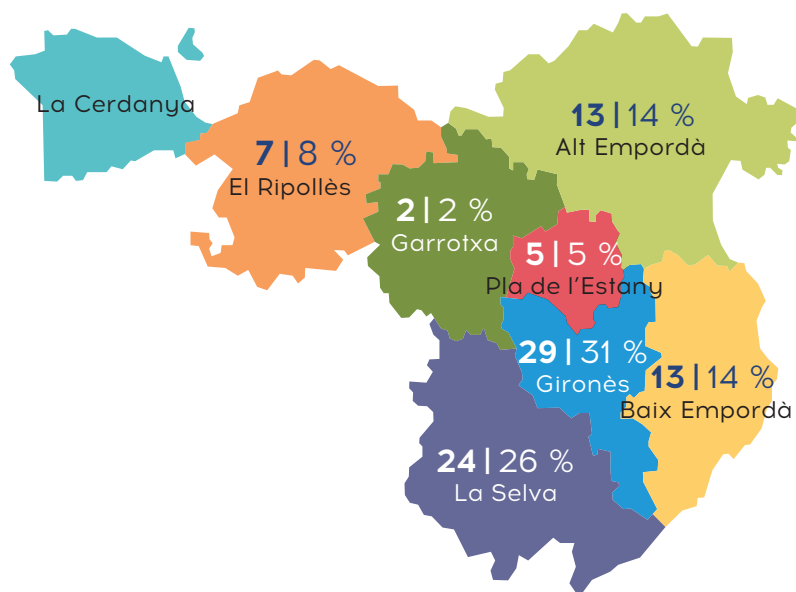 La Cerdanya
7 | 8 %
El Ripollès
13 | 14 %
Alt Empordà
2 | 2 %
Garrotxa
5 | 5 %
Pla de l'Estany
29 | 31 %
Gironès
13 | 14 %
Baix Empordà
24 | 26 %
La Selva